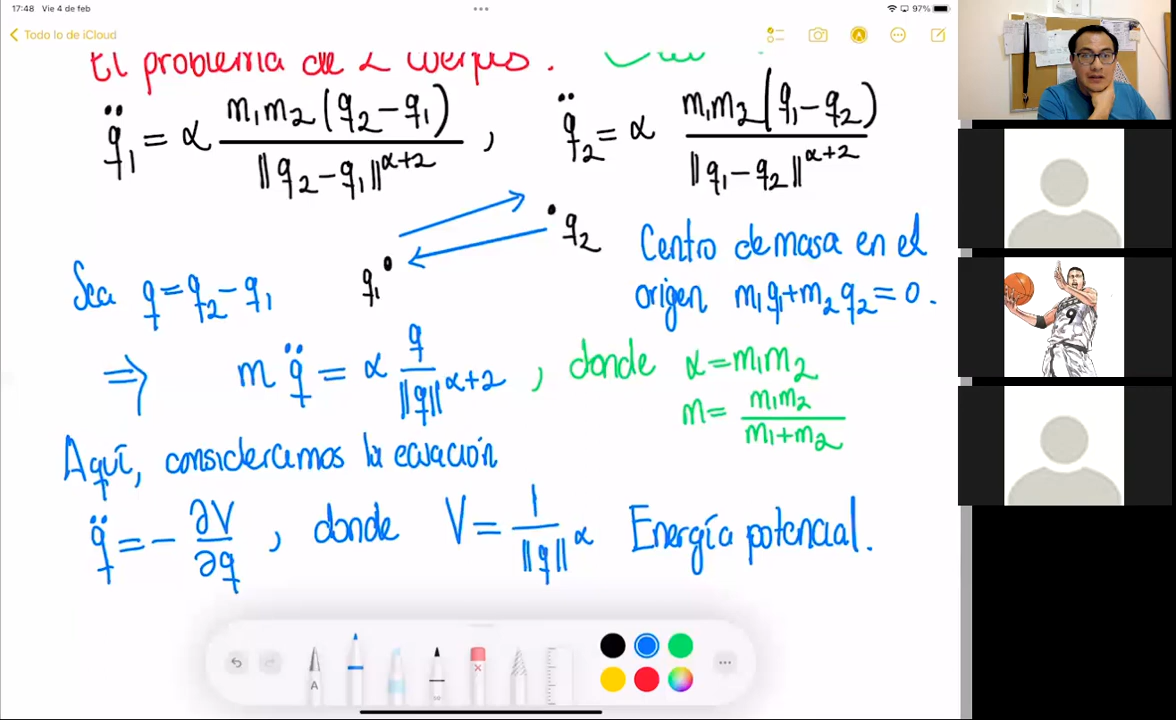 17:48 Vie 4 de feb
97%
Todo lo de iCloud
El problema de 2 cuerpos.
q̈₁ = α m₁m₂(q₂−q₁) / ‖q₂−q₁‖^(α+2) , q̈₂ = α m₁m₂(q₁−q₂) / ‖q₁−q₂‖^(α+2)
q₂
q₁
Centro de masa en el
origen m₁q₁+m₂q₂=0.
Sea q=q₂−q₁
⇒ m q̈ = α q / ‖q‖^(α+2) , donde α=m₁m₂
m= m₁m₂ / m₁+m₂
Aquí, consideramos la ecuación
q̈ = − ∂V/∂q , donde V= 1/‖q‖^α Energía potencial.
A
9